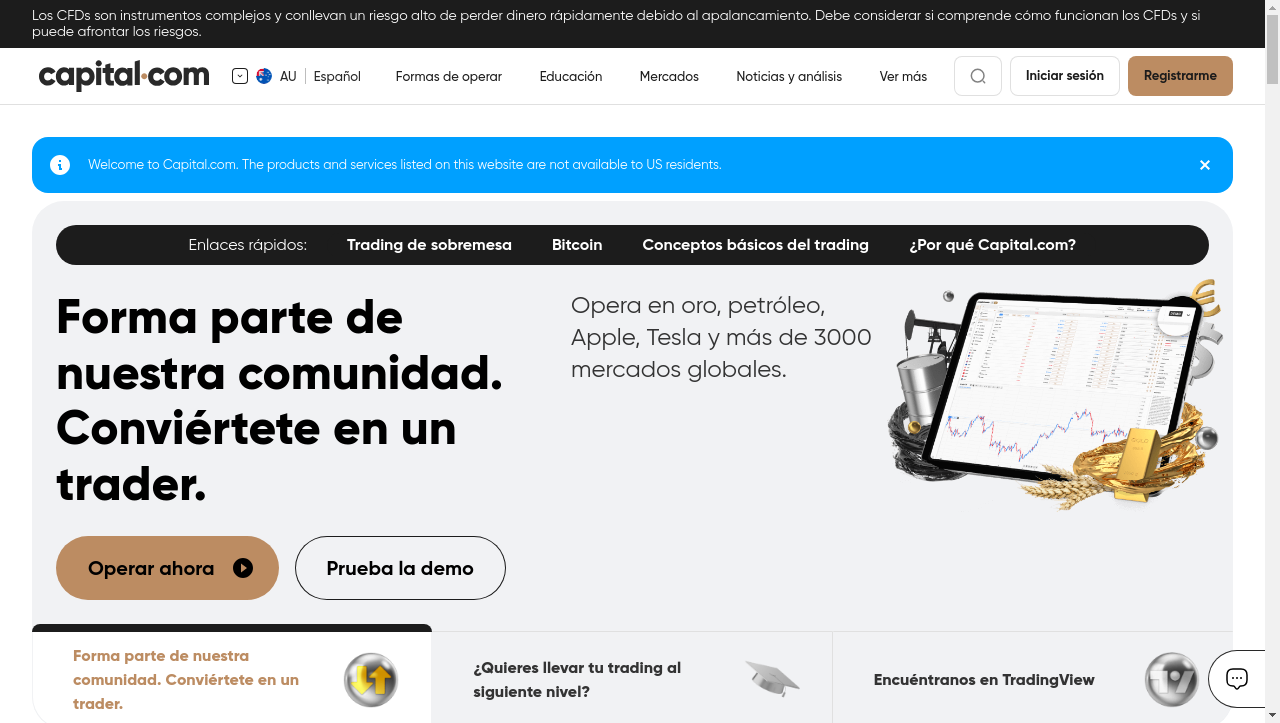 Los CFDs son instrumentos complejos y conllevan un riesgo alto de perder dinero rápidamente debido al apalancamiento. Debe considerar si comprende cómo funcionan los CFDs y si
puede afrontar los riesgos.
capital.com
AU
Español
Formas de operar
Educación
Mercados
Noticias y análisis
Ver más
Iniciar sesión
Registrarme
Welcome to Capital.com. The products and services listed on this website are not available to US residents.
Enlaces rápidos:
Trading de sobremesa
Bitcoin
Conceptos básicos del trading
¿Por qué Capital.com?
Forma parte de
nuestra comunidad.
Conviértete en un
trader.
Opera en oro, petróleo,
Apple, Tesla y más de 3000
mercados globales.
Operar ahora
Prueba la demo
Forma parte de nuestra
comunidad. Conviértete en un
trader.
¿Quieres llevar tu trading al
siguiente nivel?
Encuéntranos en TradingView